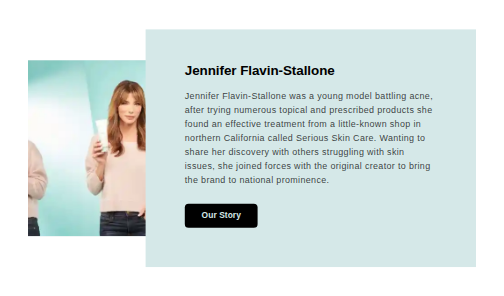 Jennifer Flavin-Stallone
Jennifer Flavin-Stallone was a young model battling acne,
after trying numerous topical and prescribed products she
found an effective treatment from a little-known shop in
northern California called Serious Skin Care. Wanting to
share her discovery with others struggling with skin
issues, she joined forces with the original creator to bring
the brand to national prominence.
Our Story